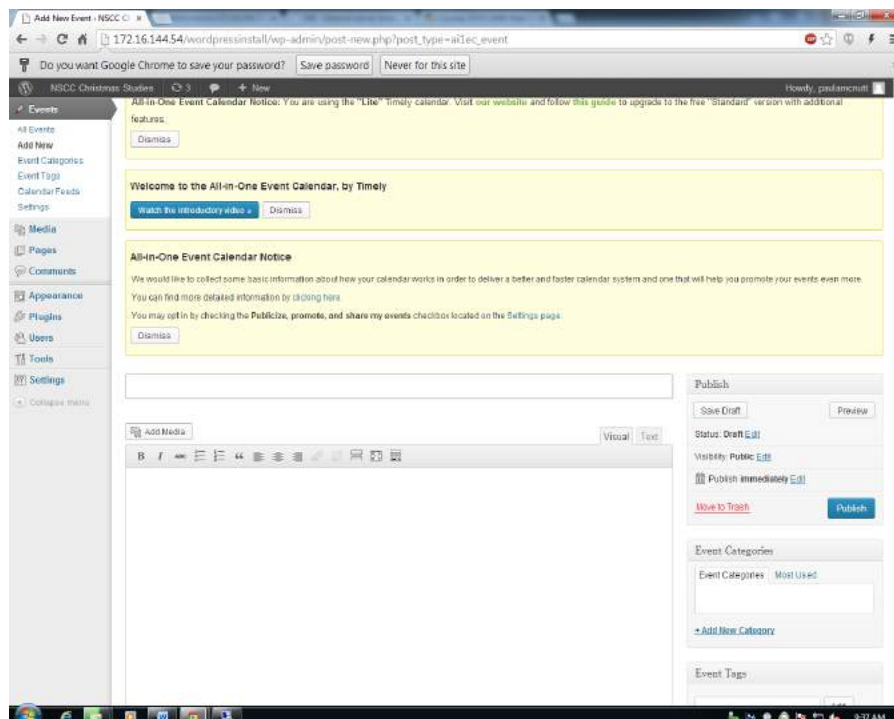 Add New Event ‹ NSCC C
172.16.144.54/wordpressinstall/wp-admin/post-new.php?post_type=ai1ec_event
Do you want Google Chrome to save your password? Save password Never for this site
NSCC Christmas Studies 3 + New Howdy, paulamcnutt
Events
All Events
Add New
Event Categories
Event Tags
Calendar Feeds
Settings
Media
Pages
Comments
Appearance
Plugins
Users
Tools
Settings
Collapse menu
All-in-One Event Calendar Notice: You are using the "Lite" Timely calendar. Visit our website and follow this guide to upgrade to the free "Standard" version with additional
features.
Dismiss
Welcome to the All-in-One Event Calendar, by Timely
Watch the introductory video » Dismiss
All-in-One Event Calendar Notice
We would like to collect some basic information about how your calendar works in order to deliver a better and faster calendar system and one that will help you promote your events even more.
You can find more detailed information by clicking here.
You may opt in by checking the Publicize, promote, and share my events checkbox located on the Settings page.
Dismiss
Add Media
Visual Text
B I ABC
Publish
Save Draft Preview
Status: Draft Edit
Visibility: Public Edit
Publish immediately Edit
Move to Trash Publish
Event Categories
Event Categories Most Used
+ Add New Category
Event Tags
9:37 AM